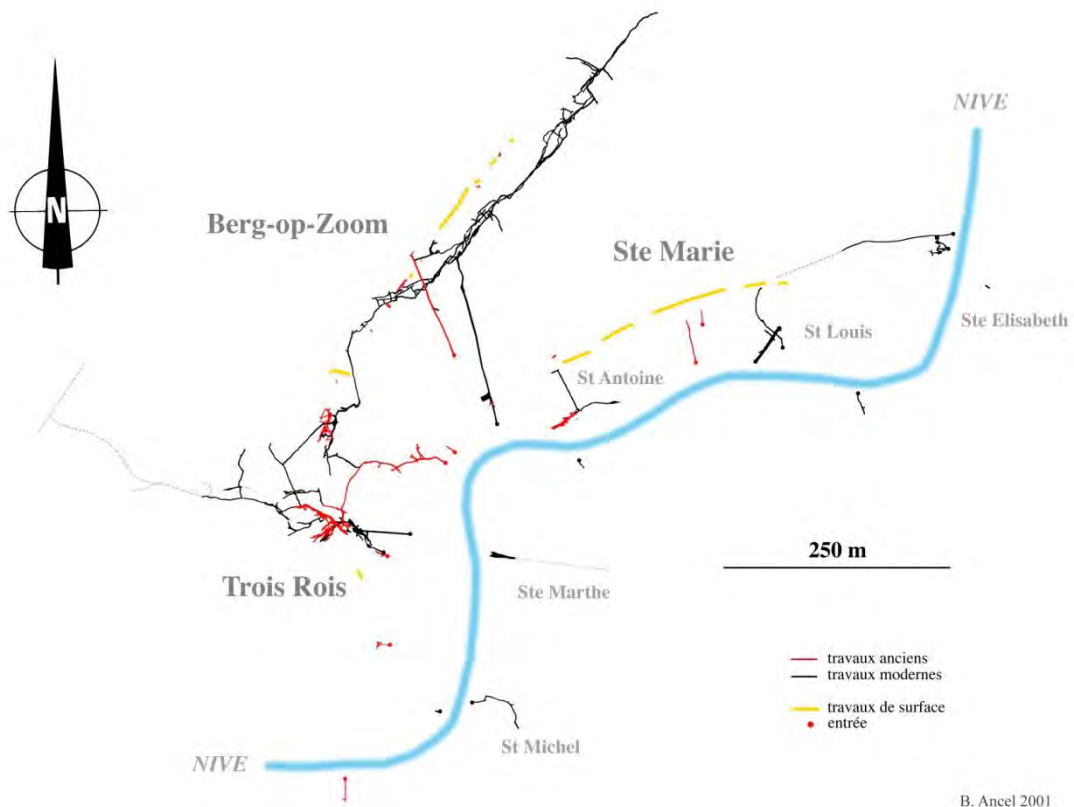 NIVE
N
Berg-op-Zoom
Ste Marie
St Louis
Ste Elisabeth
St Antoine
250 m
Trois Rois
Ste Marthe
travaux anciens
travaux modernes
travaux de surface
entrée
St Michel
NIVE
B. Ancel 2001